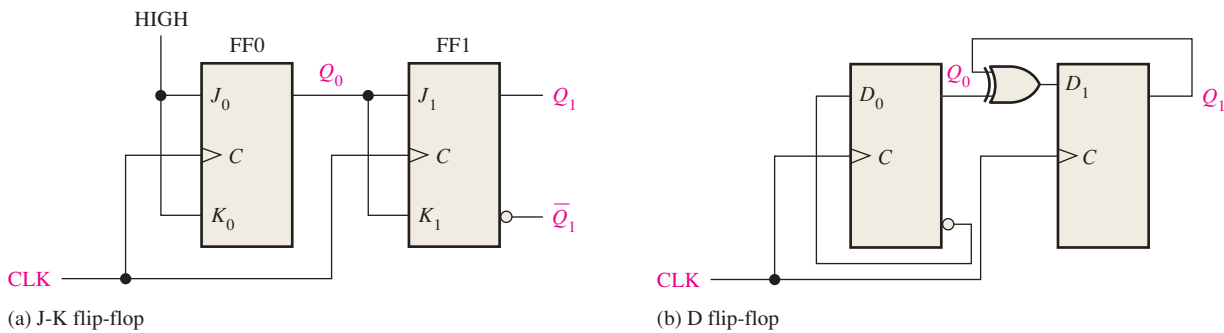 HIGH
FF0
FF1
Q0
Q1
J0
J1
C
C
K0
K1
Q̅1
CLK
(a) J-K flip-flop
Q0
D0
D1
Q1
C
C
CLK
(b) D flip-flop